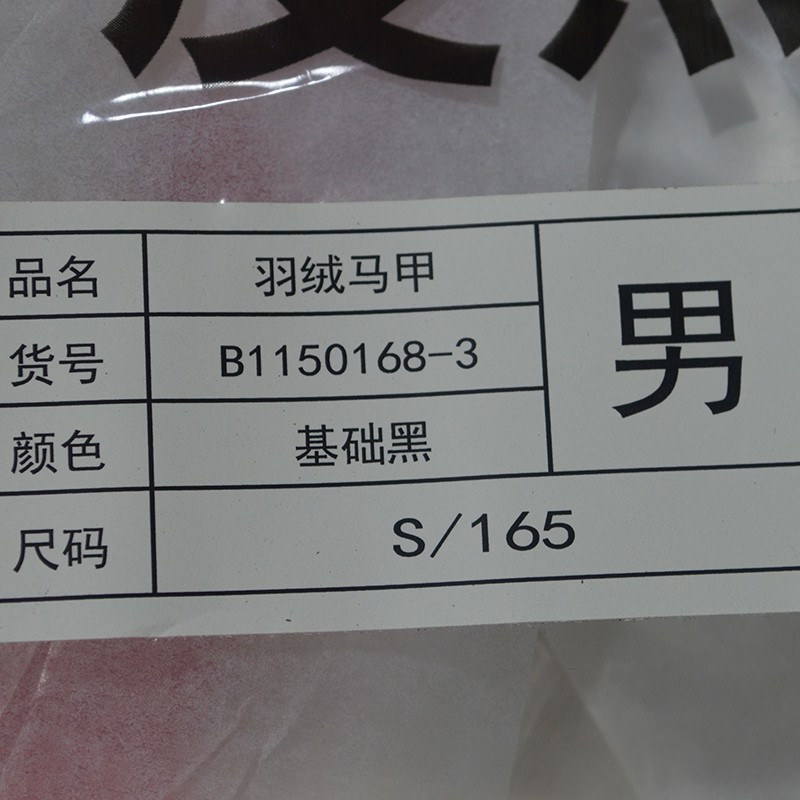 品名 羽绒马甲
货号 B1150168-3
颜色 基础黑
男
尺码 S/165